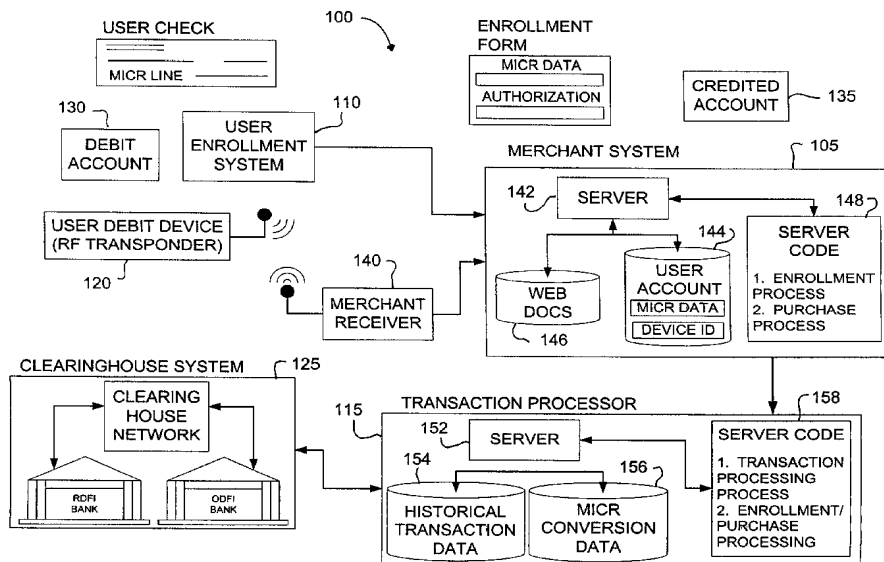 USER CHECK
MICR LINE
100
ENROLLMENT
FORM
MICR DATA
AUTHORIZATION
CREDITED
ACCOUNT
135
130
DEBIT
ACCOUNT
USER
ENROLLMENT
SYSTEM
110
MERCHANT SYSTEM
105
142
SERVER
148
SERVER
CODE
1. ENROLLMENT
PROCESS
2. PURCHASE
PROCESS
USER DEBIT DEVICE
(RF TRANSPONDER)
120
140
MERCHANT
RECEIVER
WEB
DOCS
146
144
USER
ACCOUNT
MICR DATA
DEVICE ID
CLEARINGHOUSE SYSTEM
125
CLEARING
HOUSE
NETWORK
RDFI
BANK
ODFI
BANK
TRANSACTION PROCESSOR
115
152
SERVER
154
HISTORICAL
TRANSACTION
DATA
156
MICR
CONVERSION
DATA
158
SERVER CODE
1. TRANSACTION
PROCESSING
PROCESS
2. ENROLLMENT/
PURCHASE
PROCESSING